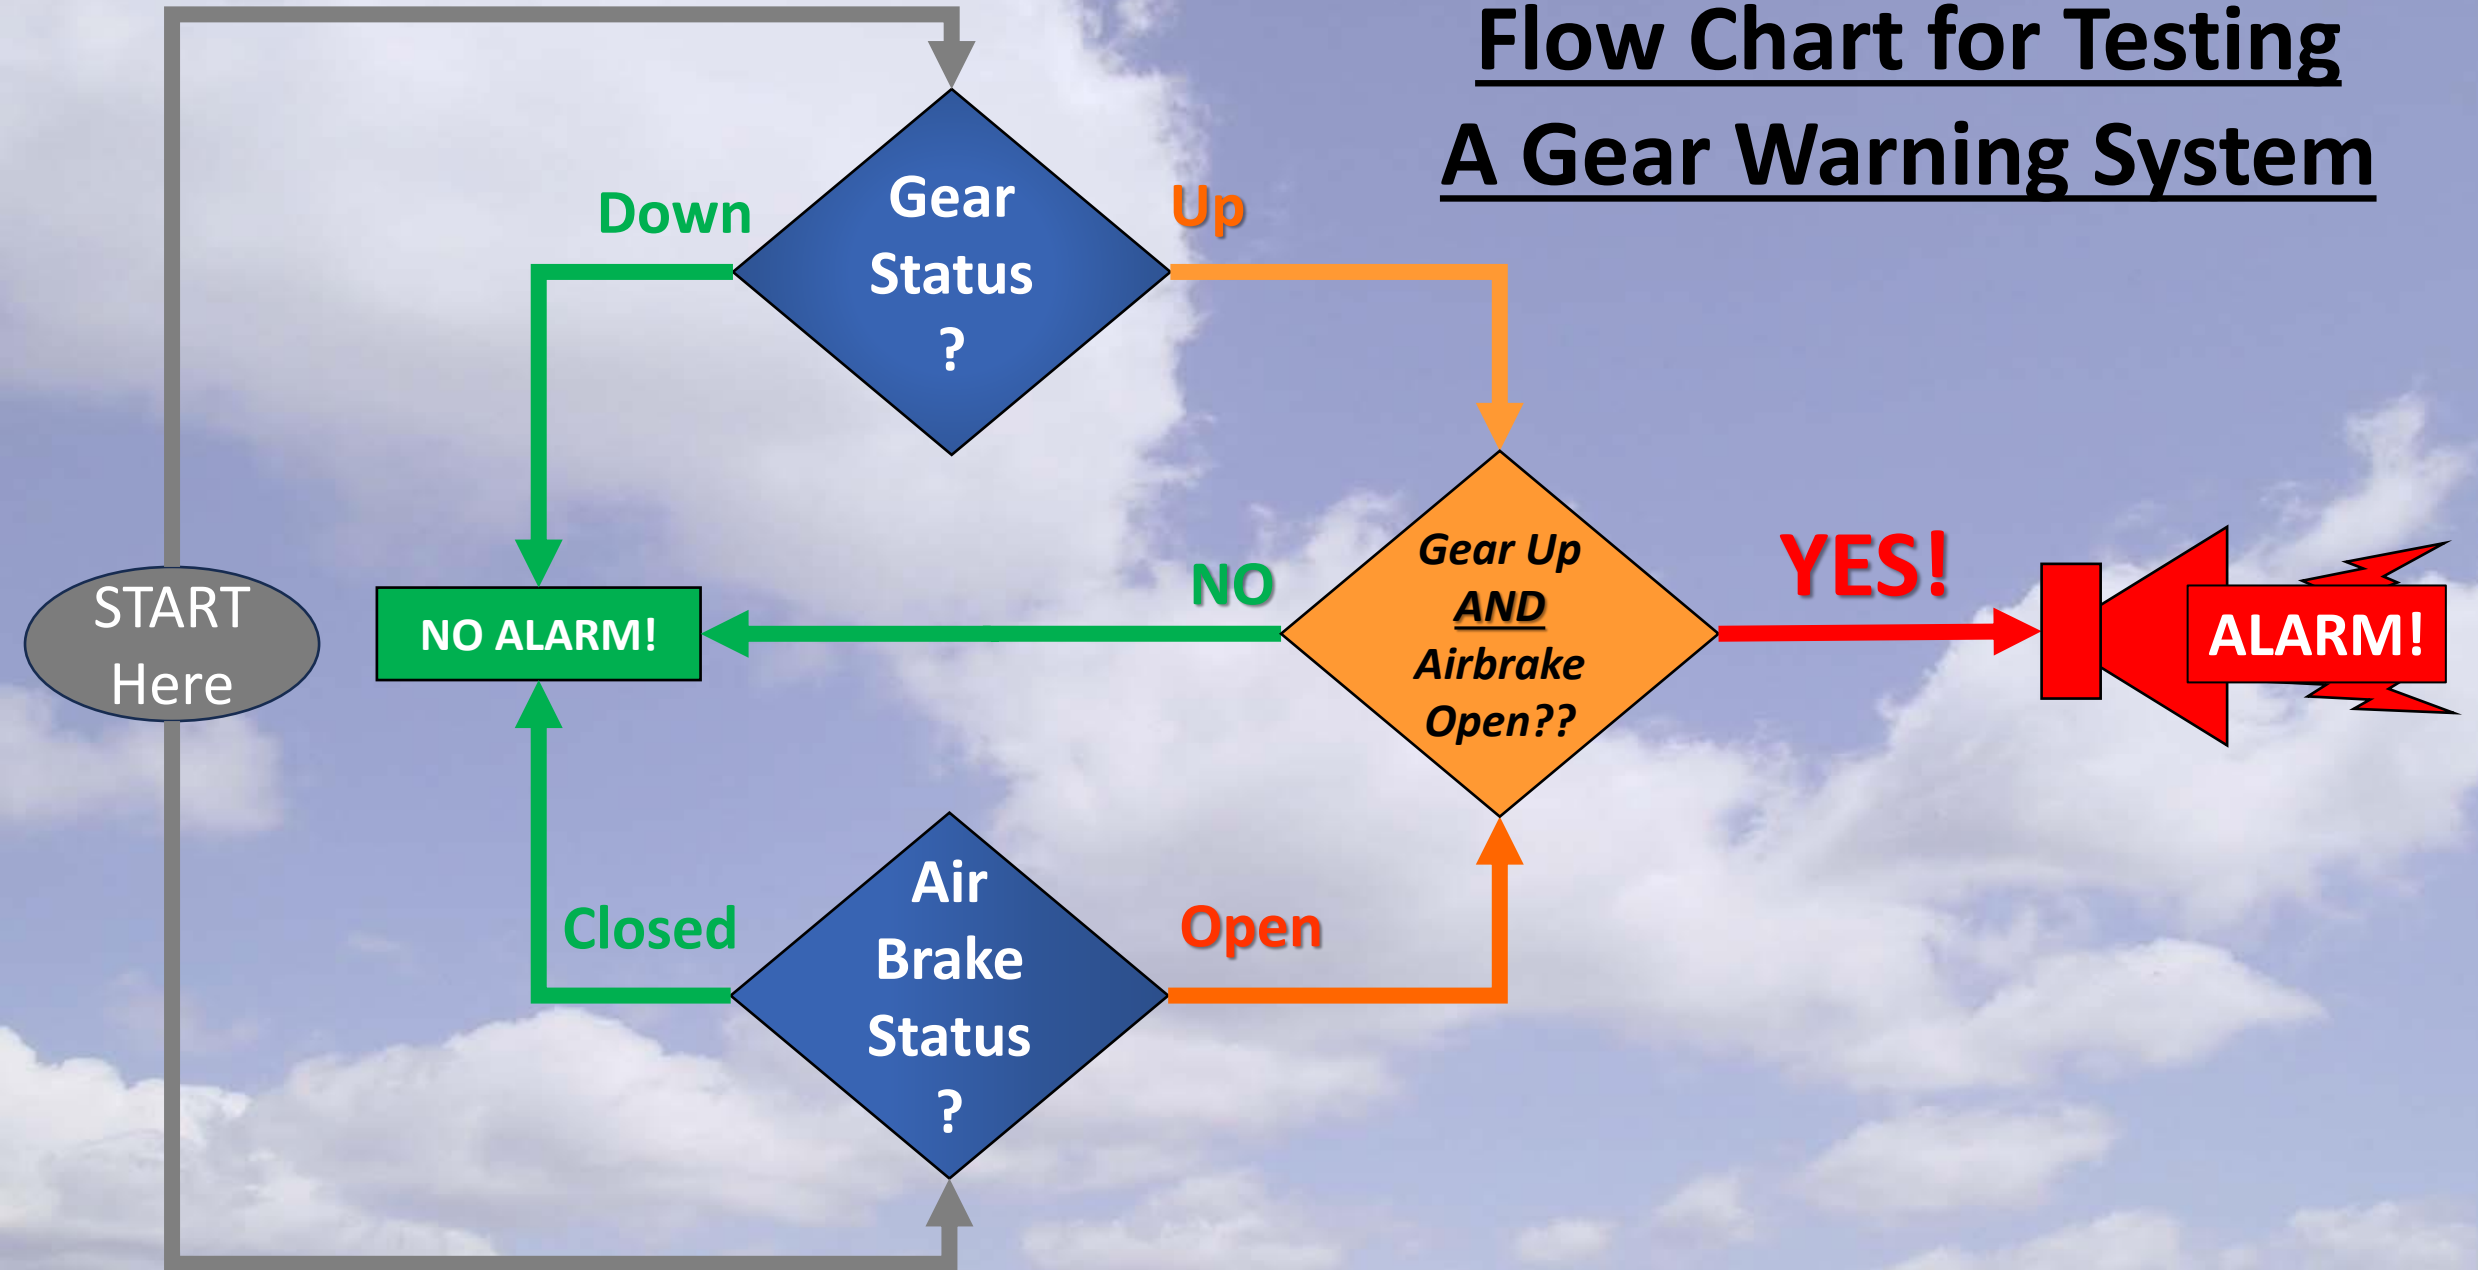 Flow Chart for Testing
A Gear Warning System
Down
Gear
Status
?
Up
START
Here
NO ALARM!
NO
Gear Up
AND
Airbrake
Open??
YES!
ALARM!
Closed
Air
Brake
Status
?
Open